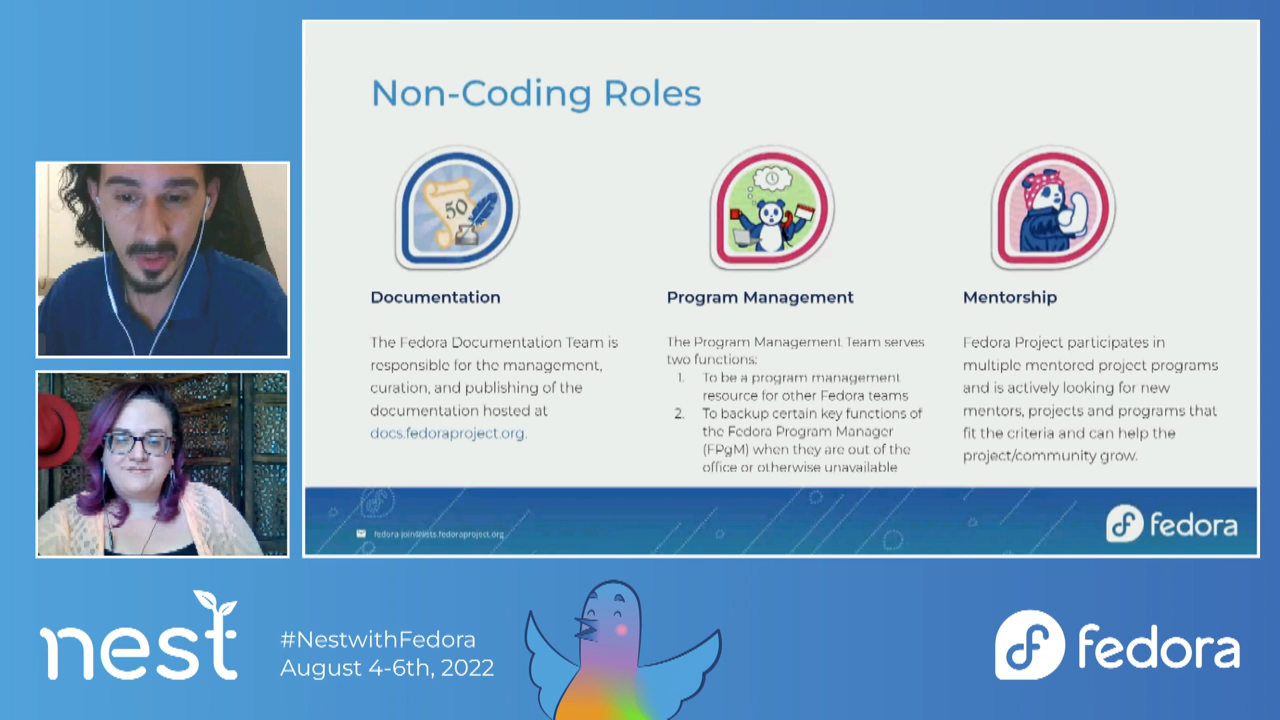 Non-Coding Roles
50
Documentation
The Fedora Documentation Team is
responsible for the management,
curation, and publishing of the
documentation hosted at
docs.fedoraproject.org.
Program Management
The Program Management Team serves
two functions:
1. To be a program management
resource for other Fedora teams
2. To backup certain key functions of
the Fedora Program Manager
(FPgM) when they are out of the
office or otherwise unavailable
Mentorship
Fedora Project participates in
multiple mentored project programs
and is actively looking for new
mentors, projects and programs that
fit the criteria and can help the
project/community grow.
fedora-join@lists.fedoraproject.org
fedora
nest
#NestwithFedora
August 4-6th, 2022
fedora